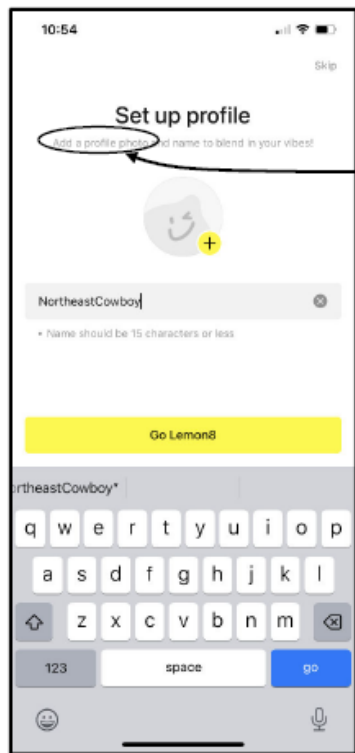 10:54
Skip
Set up profile
Add a profile photo and name to blend in your vibes!
NortheastCowboy
• Name should be 15 characters or less
Go Lemon8
rtheastCowboy"
q w e r t y u i o p
a s d f g h j k l
z x c v b n m
123 space go